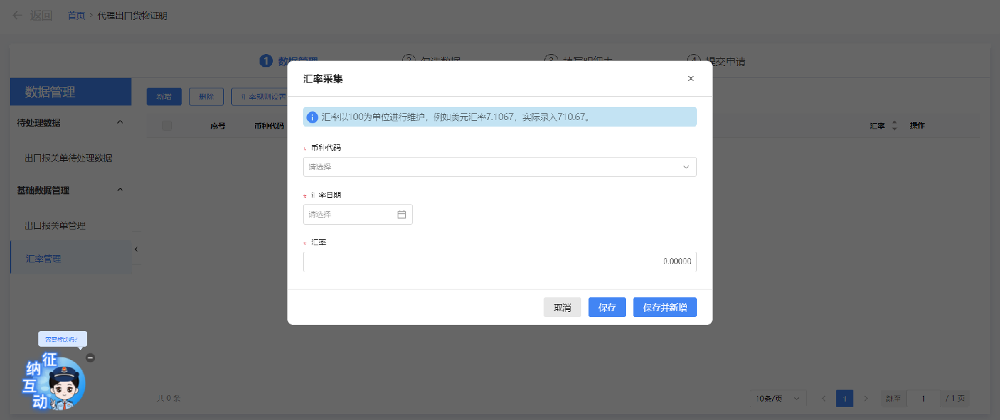 返回 首页 > 代理出口货物证明
1 数据管理 2 勾选数据 3 填写明细大 4 提交申请
数据管理
新增 删除 汇率规则设置
待处理数据
序号 币种代码 汇率 操作
出口报关单待处理数据
基础数据管理
出口报关单管理
汇率管理
汇率采集
汇率以100为单位进行维护，例如美元汇率7.1067，实际录入710.67。
* 币种代码
请选择
* 汇率日期
请选择
* 汇率
0.00000
取消 保存 保存并新增
需要帮助吗?
征纳互动
共 0 条
10条/页 1 跳至 1 / 1 页